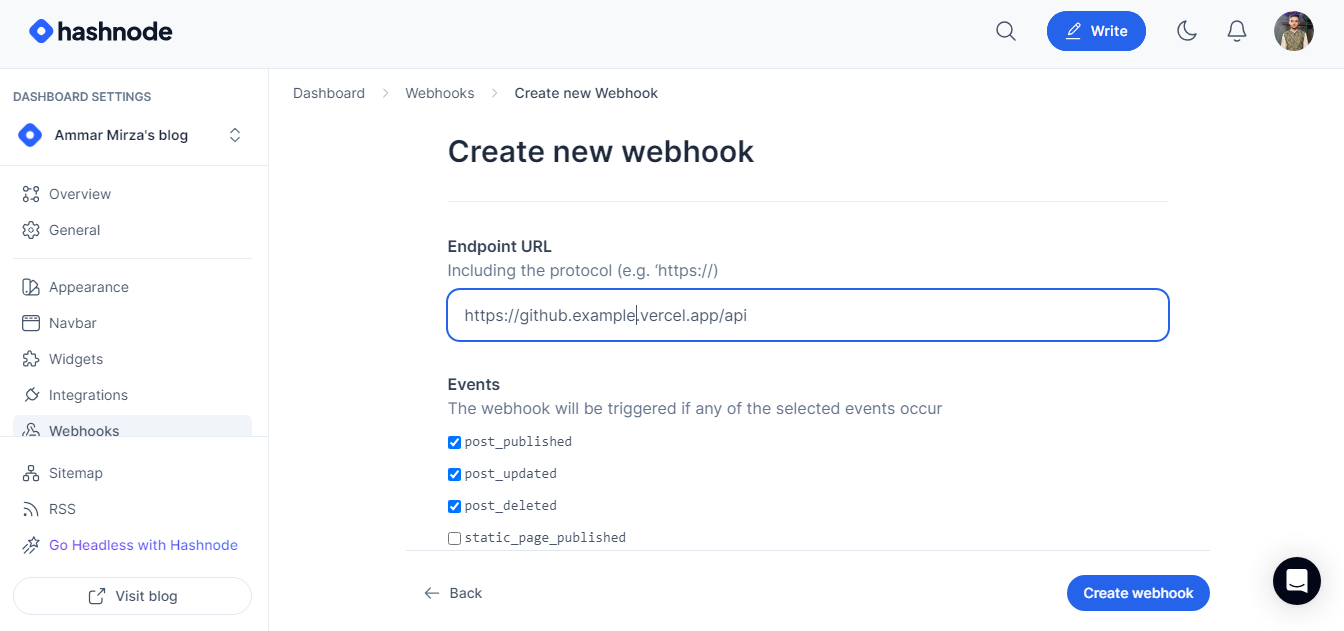 hashnode
Write
DASHBOARD SETTINGS
Ammar Mirza's blog
Overview
General
Appearance
Navbar
Widgets
Integrations
Webhooks
Sitemap
RSS
Go Headless with Hashnode
Visit blog
Dashboard > Webhooks > Create new Webhook
Create new webhook
Endpoint URL
Including the protocol (e.g. ‘https://)
https://github.example.vercel.app/api
Events
The webhook will be triggered if any of the selected events occur
post_published
post_updated
post_deleted
static_page_published
Back
Create webhook